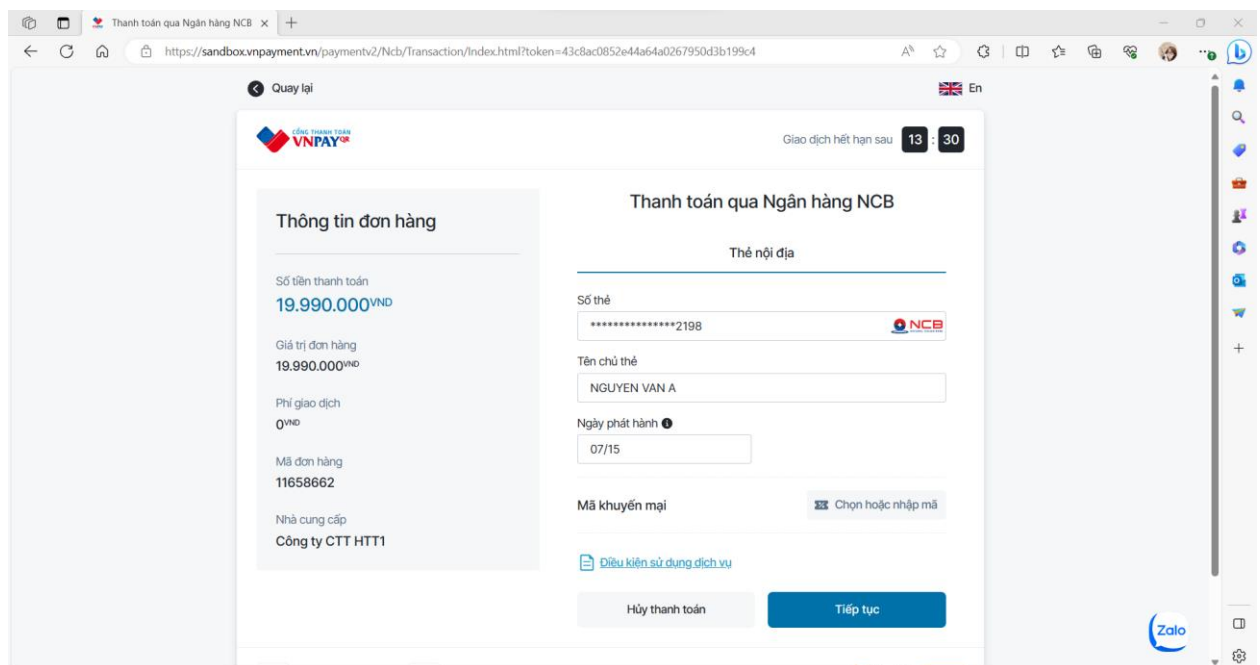 Thanh toán qua Ngân hàng NCB
https://sandbox.vnpayment.vn/paymentv2/Ncb/Transaction/Index.html?token=43c8ac0852e44a64a0267950d3b199c4
Quay lại
En
CỔNG THANH TOÁN
VNPAYQR
Giao dịch hết hạn sau 13 : 30
Thông tin đơn hàng
Số tiền thanh toán
19.990.000VND
Giá trị đơn hàng
19.990.000VND
Phí giao dịch
0VND
Mã đơn hàng
11658662
Nhà cung cấp
Công ty CTT HTT1
Thanh toán qua Ngân hàng NCB
Thẻ nội địa
Số thẻ
***************2198
NCB
Tên chủ thẻ
NGUYEN VAN A
Ngày phát hành
07/15
Mã khuyến mại
Chọn hoặc nhập mã
Điều kiện sử dụng dịch vụ
Hủy thanh toán
Tiếp tục
Zalo